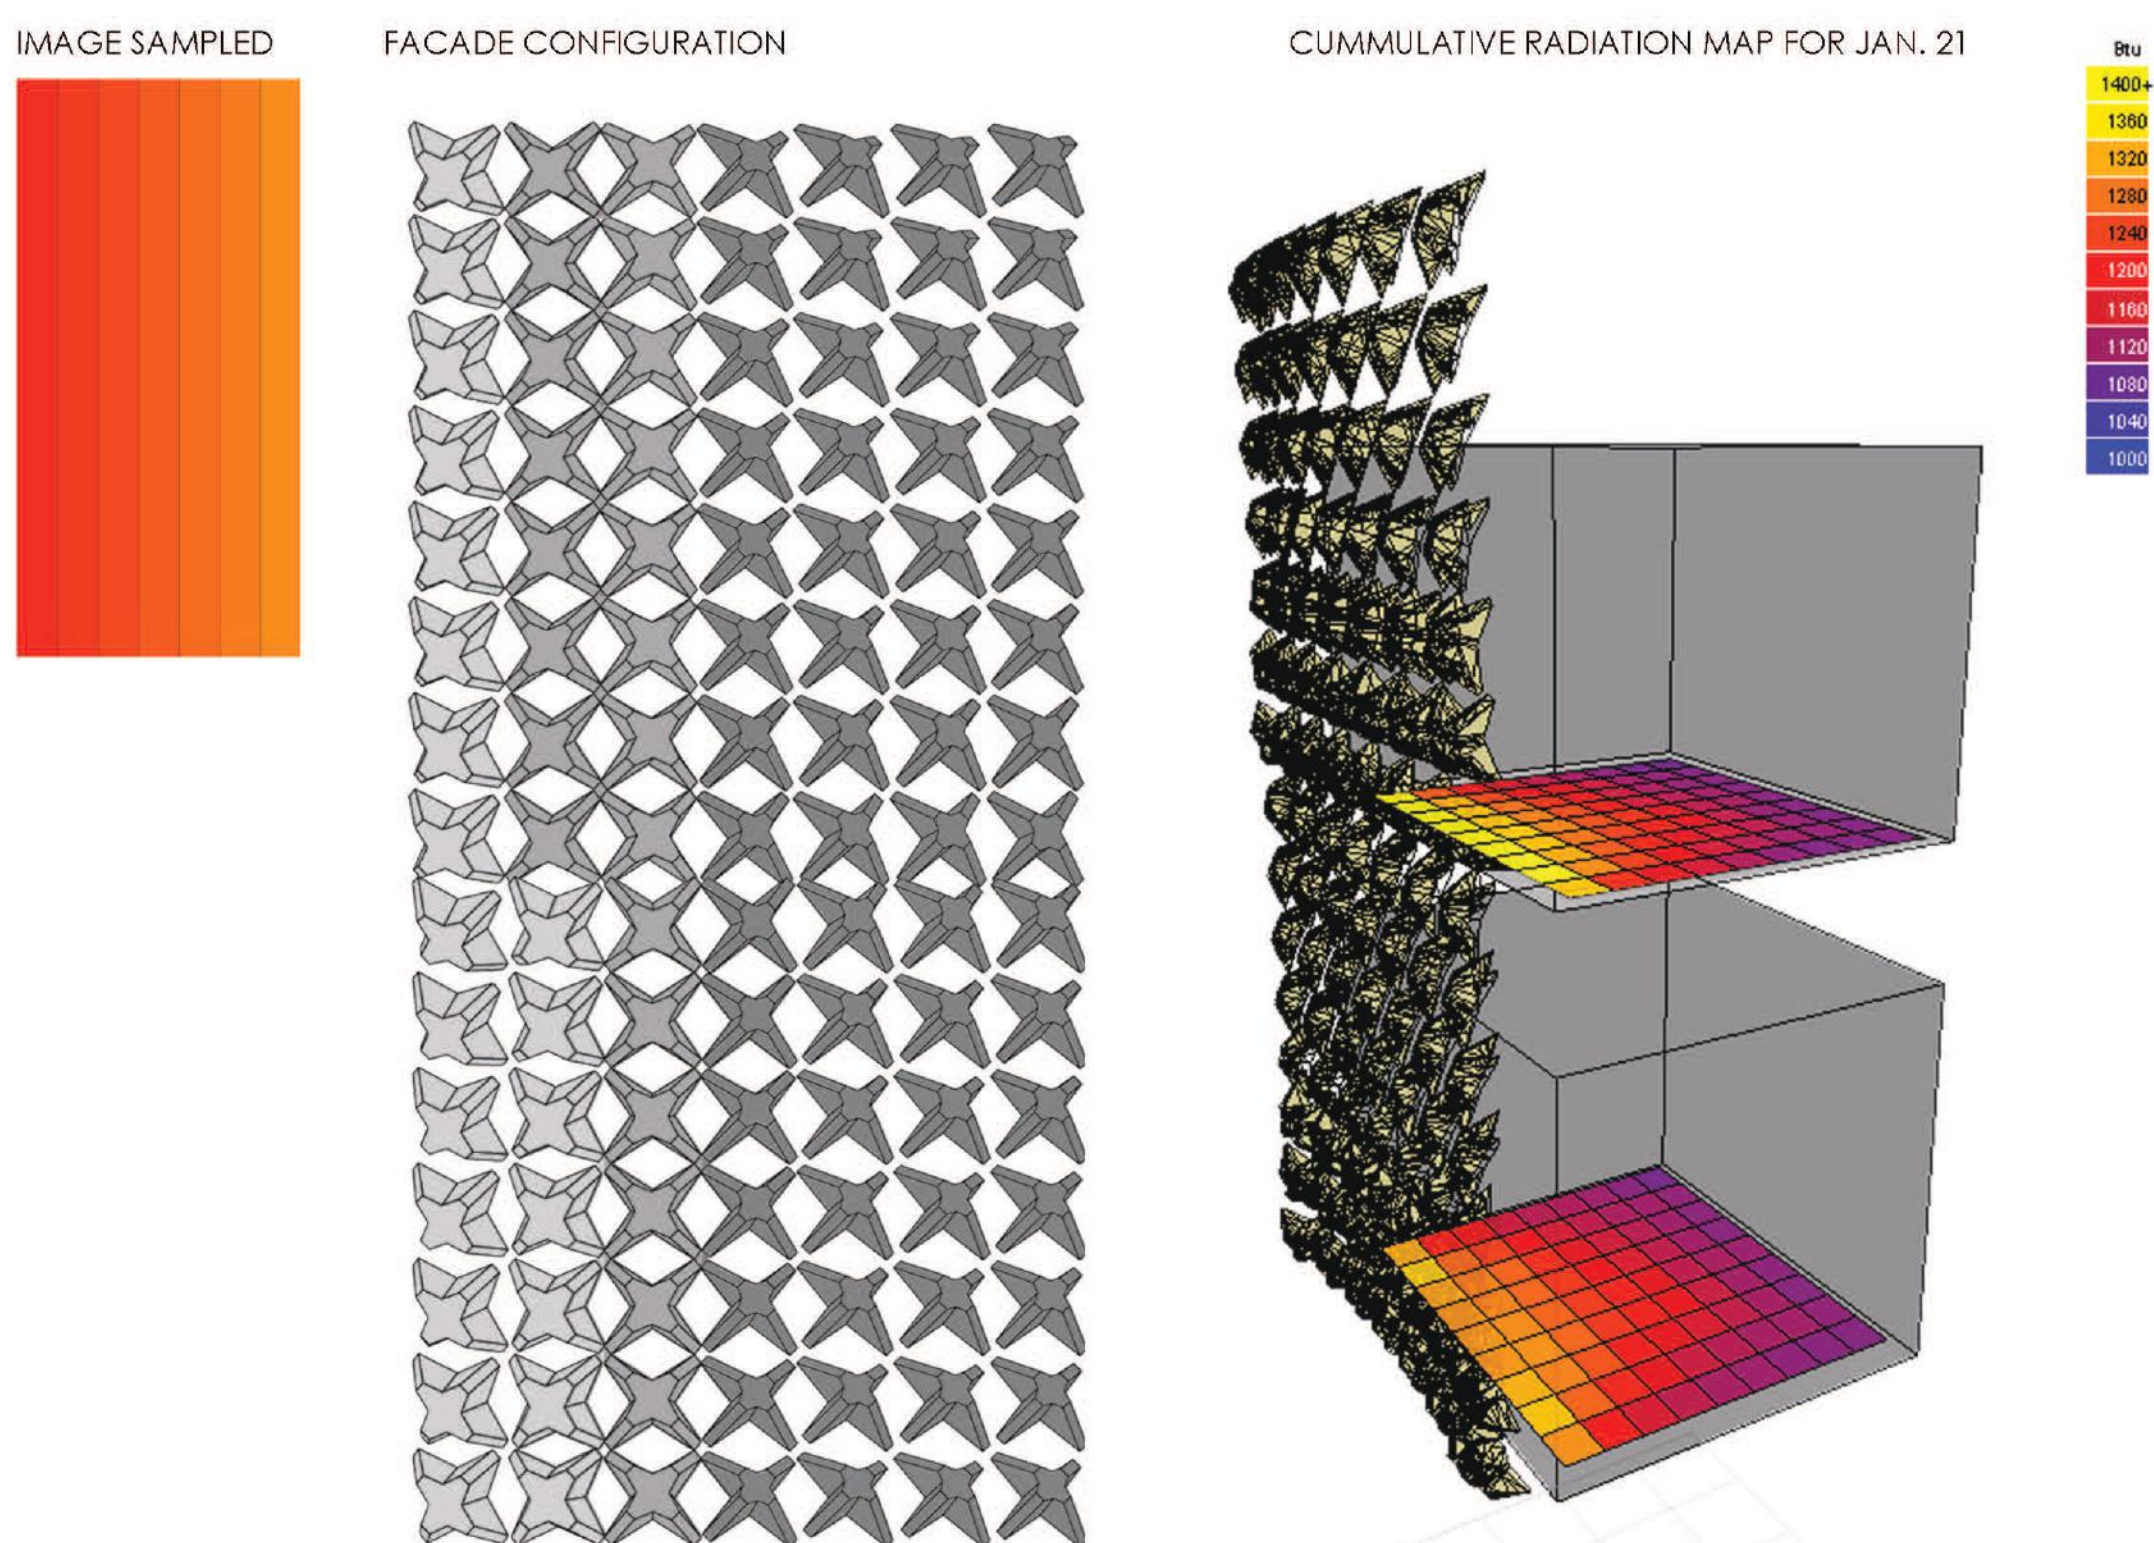 IMAGE SAMPLED
FACADE CONFIGURATION
CUMMULATIVE RADIATION MAP FOR JAN. 21
Btu
1400+
1360
1320
1280
1240
1200
1160
1120
1080
1040
1000